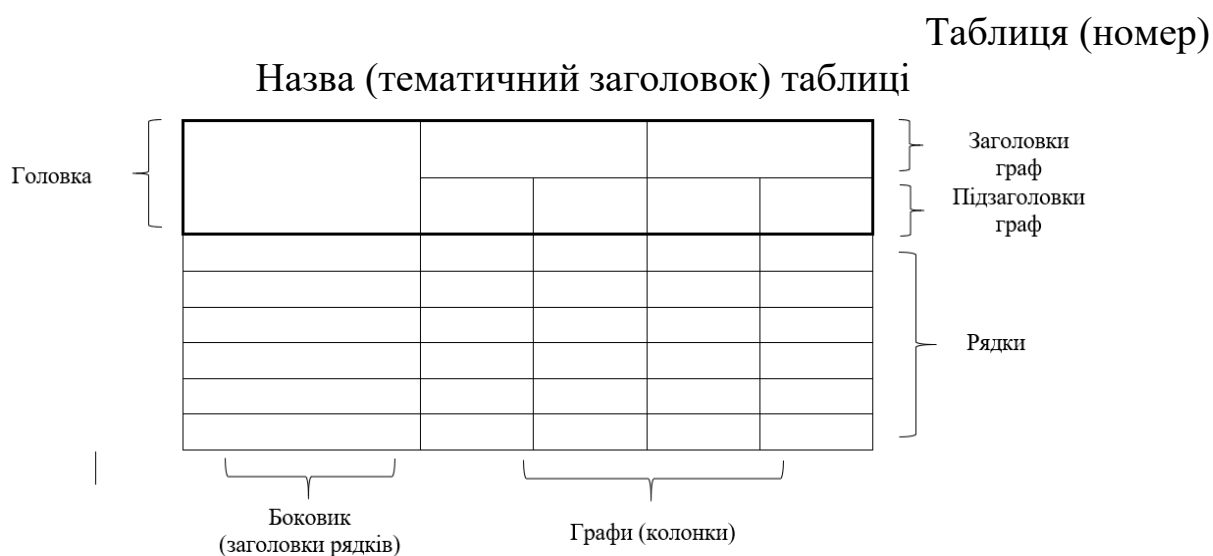 Таблиця (номер)
Назва (тематичний заголовок) таблиці
Головка
Заголовки
граф
Підзаголовки
граф
Рядки
Боковик
(заголовки рядків)
Графи (колонки)